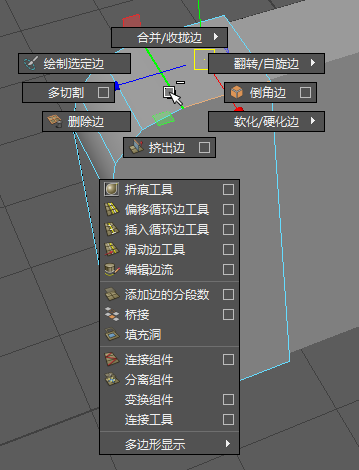 合并/收拢边
绘制选定边
翻转/自旋边
多切割
倒角边
删除边
软化/硬化边
挤出边
折痕工具
偏移循环边工具
插入循环边工具
滑动边工具
编辑边流
添加边的分段数
桥接
填充洞
连接组件
分离组件
变换组件
连接工具
多边形显示